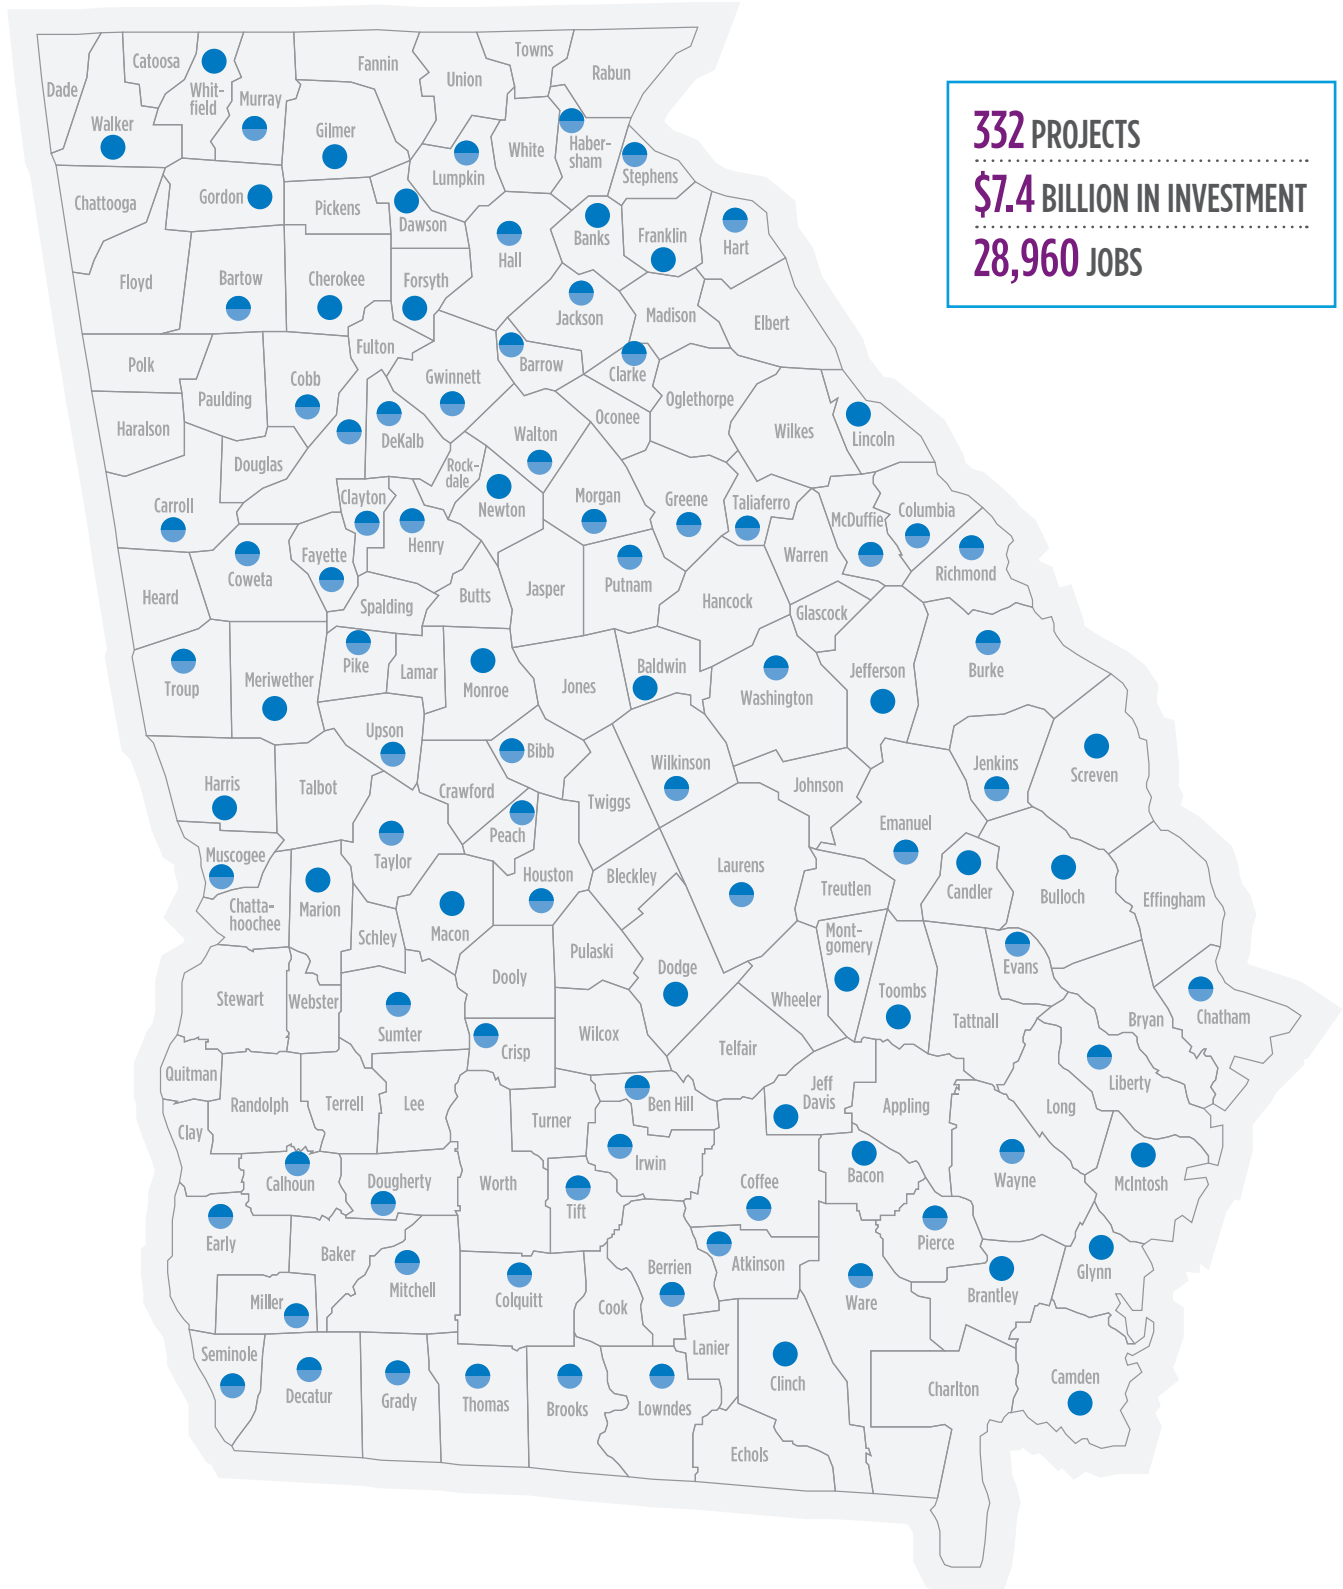 332 PROJECTS
$7.4 BILLION IN INVESTMENT
28,960 JOBS
Dade
Catoosa
Whit-
field
Murray
Fannin
Union
Towns
Rabun
Walker
Gilmer
Lumpkin
White
Haber-
sham
Stephens
Chattooga
Gordon
Pickens
Dawson
Hall
Banks
Franklin
Hart
Floyd
Bartow
Cherokee
Forsyth
Jackson
Madison
Elbert
Polk
Paulding
Cobb
Fulton
Gwinnett
Barrow
Clarke
Oconee
Oglethorpe
Wilkes
Lincoln
Haralson
Douglas
DeKalb
Rock-
dale
Walton
Newton
Morgan
Greene
Taliaferro
McDuffie
Columbia
Carroll
Coweta
Fayette
Clayton
Henry
Warren
Richmond
Heard
Spalding
Butts
Jasper
Putnam
Hancock
Glascock
Troup
Meriwether
Pike
Lamar
Monroe
Jones
Baldwin
Washington
Jefferson
Burke
Upson
Bibb
Wilkinson
Jenkins
Screven
Harris
Talbot
Crawford
Peach
Twiggs
Johnson
Emanuel
Muscogee
Taylor
Houston
Bleckley
Laurens
Treutlen
Candler
Bulloch
Effingham
Chatta-
hoochee
Marion
Schley
Macon
Pulaski
Dodge
Mont-
gomery
Evans
Stewart
Webster
Sumter
Dooly
Crisp
Wilcox
Telfair
Wheeler
Toombs
Tattnall
Bryan
Chatham
Quitman
Randolph
Terrell
Lee
Turner
Ben Hill
Jeff
Davis
Appling
Long
Liberty
Clay
Calhoun
Dougherty
Worth
Tift
Irwin
Coffee
Bacon
Wayne
McIntosh
Early
Baker
Mitchell
Colquitt
Cook
Berrien
Atkinson
Ware
Pierce
Brantley
Glynn
Miller
Seminole
Decatur
Grady
Thomas
Brooks
Lowndes
Lanier
Clinch
Echols
Charlton
Camden